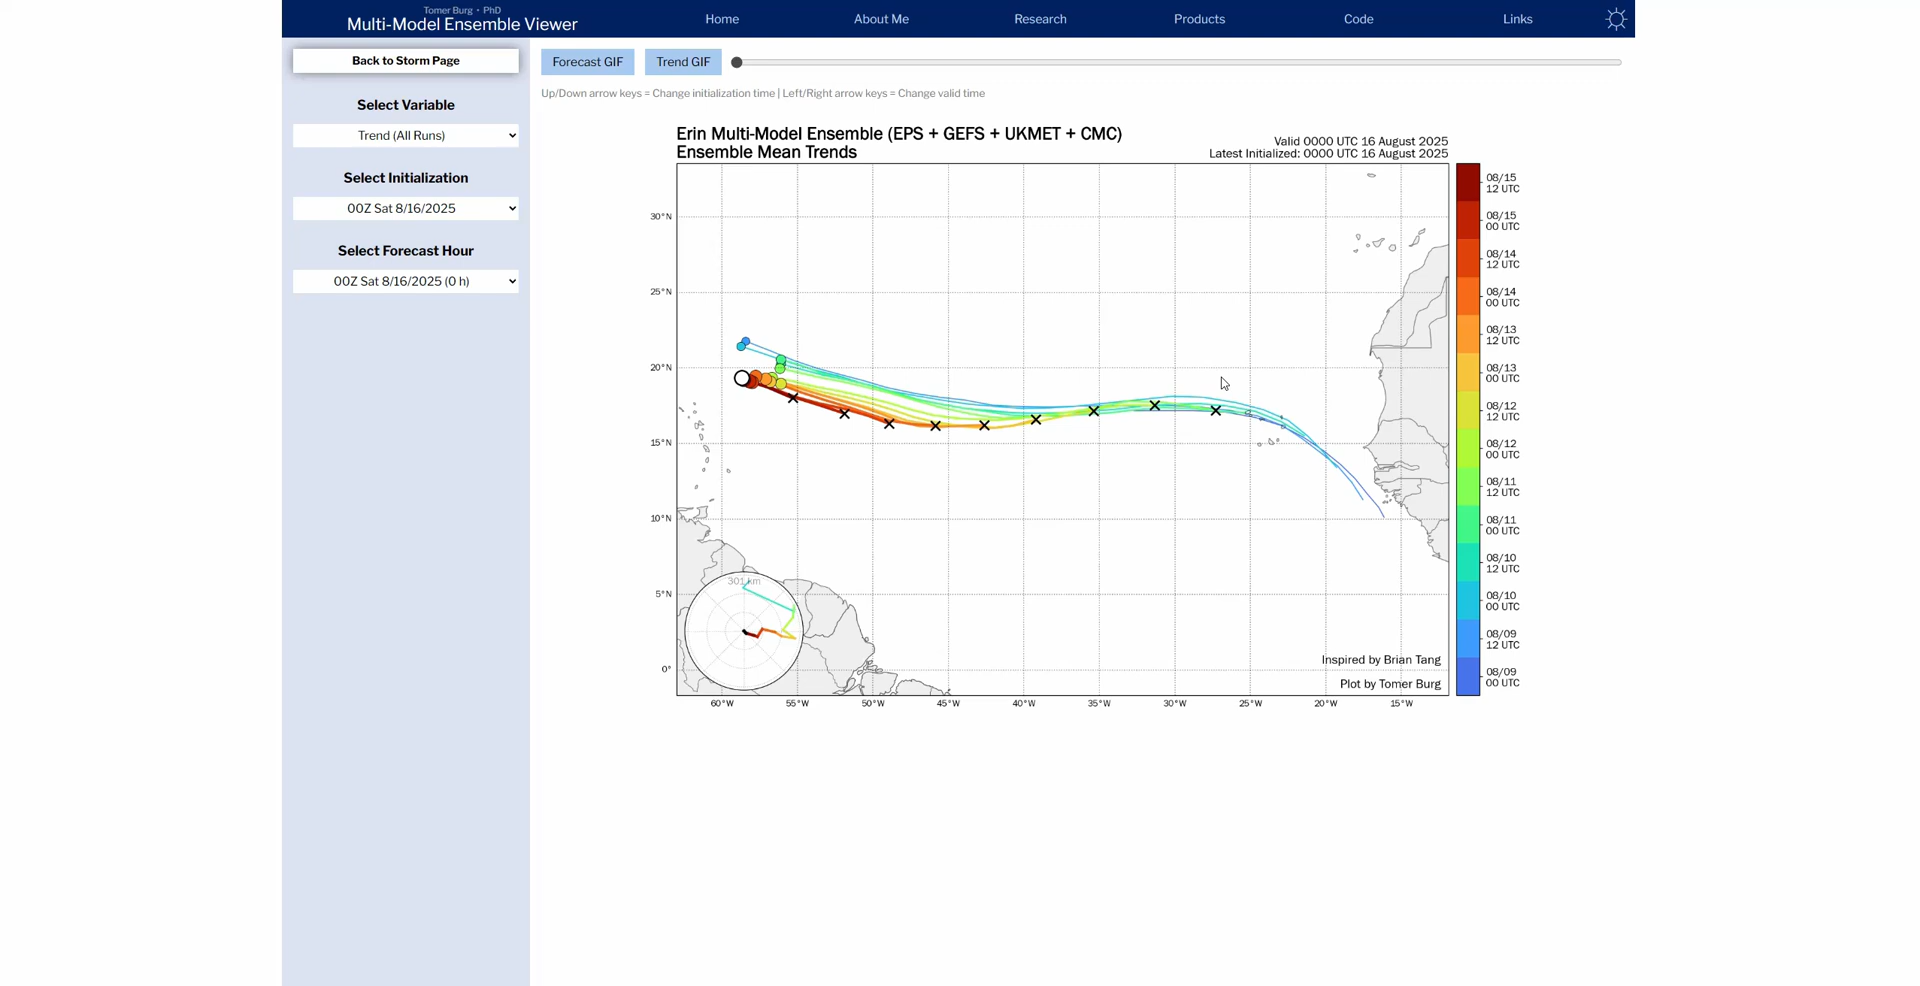 Tomer Burg • PhD
Multi-Model Ensemble Viewer
Home
About Me
Research
Products
Code
Links
Back to Storm Page
Select Variable
Trend (All Runs)
Select Initialization
00Z Sat 8/16/2025
Select Forecast Hour
00Z Sat 8/16/2025 (0 h)
Forecast GIF
Trend GIF
Up/Down arrow keys = Change initialization time | Left/Right arrow keys = Change valid time
Erin Multi-Model Ensemble (EPS + GEFS + UKMET + CMC)
Ensemble Mean Trends
Valid 0000 UTC 16 August 2025
Latest Initialized: 0000 UTC 16 August 2025
30°N
25°N
20°N
15°N
10°N
5°N
0°
60°W
55°W
50°W
45°W
40°W
35°W
30°W
25°W
20°W
15°W
301 km
Inspired by Brian Tang
Plot by Tomer Burg
08/15
12 UTC
08/15
00 UTC
08/14
12 UTC
08/14
00 UTC
08/13
12 UTC
08/13
00 UTC
08/12
12 UTC
08/12
00 UTC
08/11
12 UTC
08/11
00 UTC
08/10
12 UTC
08/10
00 UTC
08/09
12 UTC
08/09
00 UTC